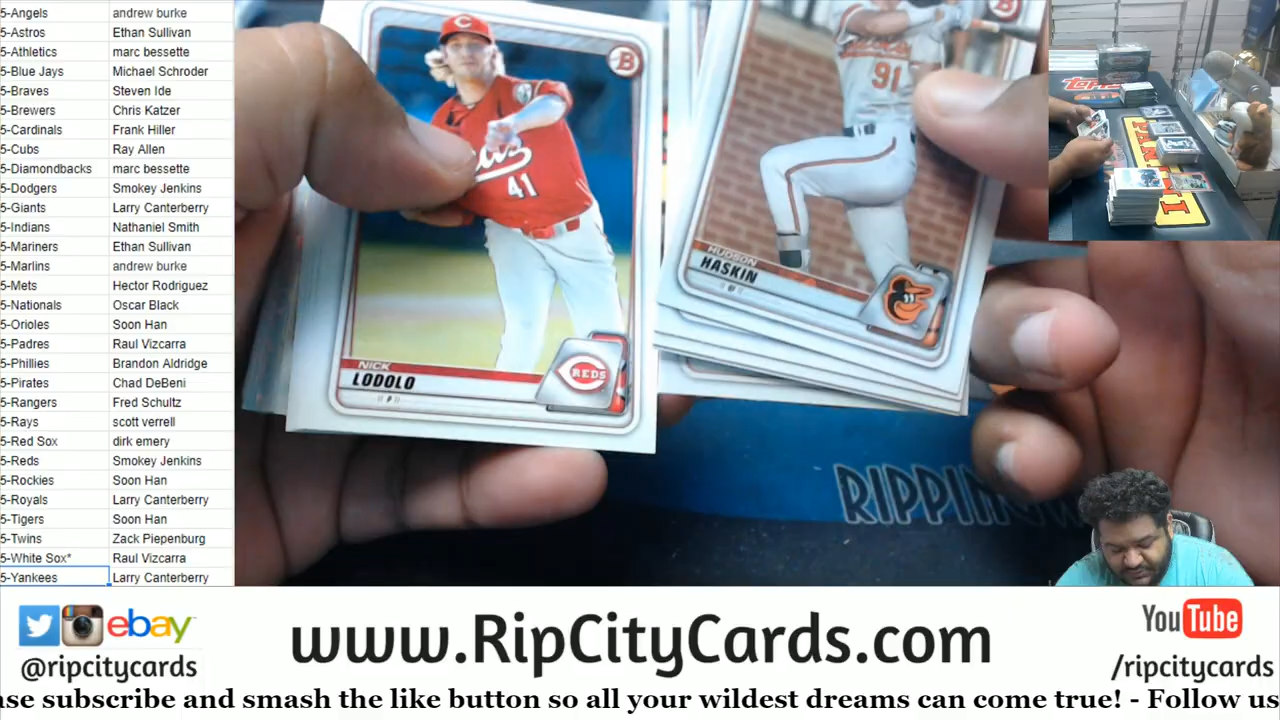 5-Angels andrew burke
5-Astros Ethan Sullivan
5-Athletics marc bessette
5-Blue Jays Michael Schroder
5-Braves Steven Ide
5-Brewers Chris Katzer
5-Cardinals Frank Hiller
5-Cubs Ray Allen
5-Diamondbacks marc bessette
5-Dodgers Smokey Jenkins
5-Giants Larry Canterberry
5-Indians Nathaniel Smith
5-Mariners Ethan Sullivan
5-Marlins andrew burke
5-Mets Hector Rodriguez
5-Nationals Oscar Black
5-Orioles Soon Han
5-Padres Raul Vizcarra
5-Phillies Brandon Aldridge
5-Pirates Chad DeBeni
5-Rangers Fred Schultz
5-Rays scott verrell
5-Red Sox dirk emery
5-Reds Smokey Jenkins
5-Rockies Soon Han
5-Royals Larry Canterberry
5-Tigers Soon Han
5-Twins Zack Piepenburg
5-White Sox* Raul Vizcarra
5-Yankees Larry Canterberry
C
B
41
NICK
LODOLO
P
REDS
B
91
HUDSON
HASKIN
TOPPS
PANINI
RIPPIN
ebay
@ripcitycards
www.RipCityCards.com
YouTube
/ripcitycards
ase subscribe and smash the like button so all your wildest dreams can come true! - Follow us